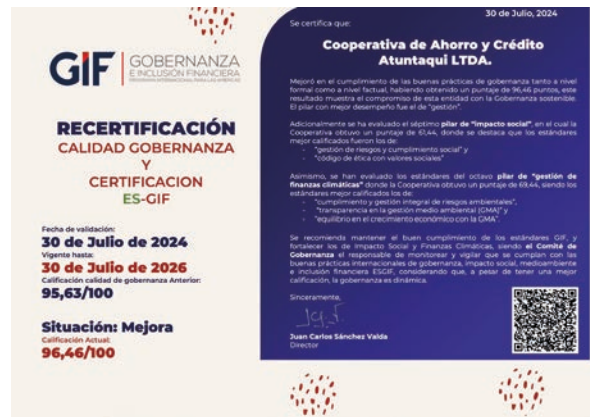 GIF
GOBERNANZA
E INCLUSIÓN FINANCIERA
PROGRAMA INTERNACIONAL PARA LAS AMÉRICAS
RECERTIFICACIÓN
CALIDAD GOBERNANZA
Y
CERTIFICACION
ES-GIF
Fecha de validación:
30 de Julio de 2024
Vigente hasta:
30 de Julio de 2026
Calificación calidad de gobernanza Anterior:
95,63/100
Situación: Mejora
Calificación Actual:
96,46/100
30 de Julio, 2024
Se certifica que:
Cooperativa de Ahorro y Crédito
Atuntaqui LTDA.
Mejoró en el cumplimiento de las buenas prácticas de gobernanza tanto a nivel
formal como a nivel factual, habiendo obtenido un puntaje de 96,46 puntos, este
resultado muestra el compromiso de esta entidad con la Gobernanza sostenible.
El pilar con mejor desempeño fue el de "gestión".
Adicionalmente se ha evaluado el séptimo pilar de "impacto social", en el cual la
Cooperativa obtuvo un puntaje de 61,44, donde se destaca que los estándares
mejor calificados fueron los de:
- "gestión de riesgos y cumplimiento social" y
- "código de ética con valores sociales"
Asimismo, se han evaluado los estándares del octavo pilar de "gestión de
finanzas climáticas" donde la Cooperativa obtuvo un puntaje de 69,44, siendo los
estándares mejor calificados los de:
- "cumplimiento y gestión integral de riesgos ambientales",
- "transparencia en la gestión medio ambiental (GMA)" y
- "equilibrio en el crecimiento económico con la GMA".
Se recomienda mantener el buen cumplimiento de los estándares GIF, y
fortalecer los de Impacto Social y Finanzas Climáticas, siendo el Comité de
Gobernanza el responsable de monitorear y vigilar que se cumplan con las
buenas prácticas internacionales de gobernanza, impacto social, medioambiente
e inclusión financiera ESGIF, considerando que, a pesar de tener una mejor
calificación, la gobernanza es dinámica.
Sinceramente,
Juan Carlos Sánchez Valda
Director